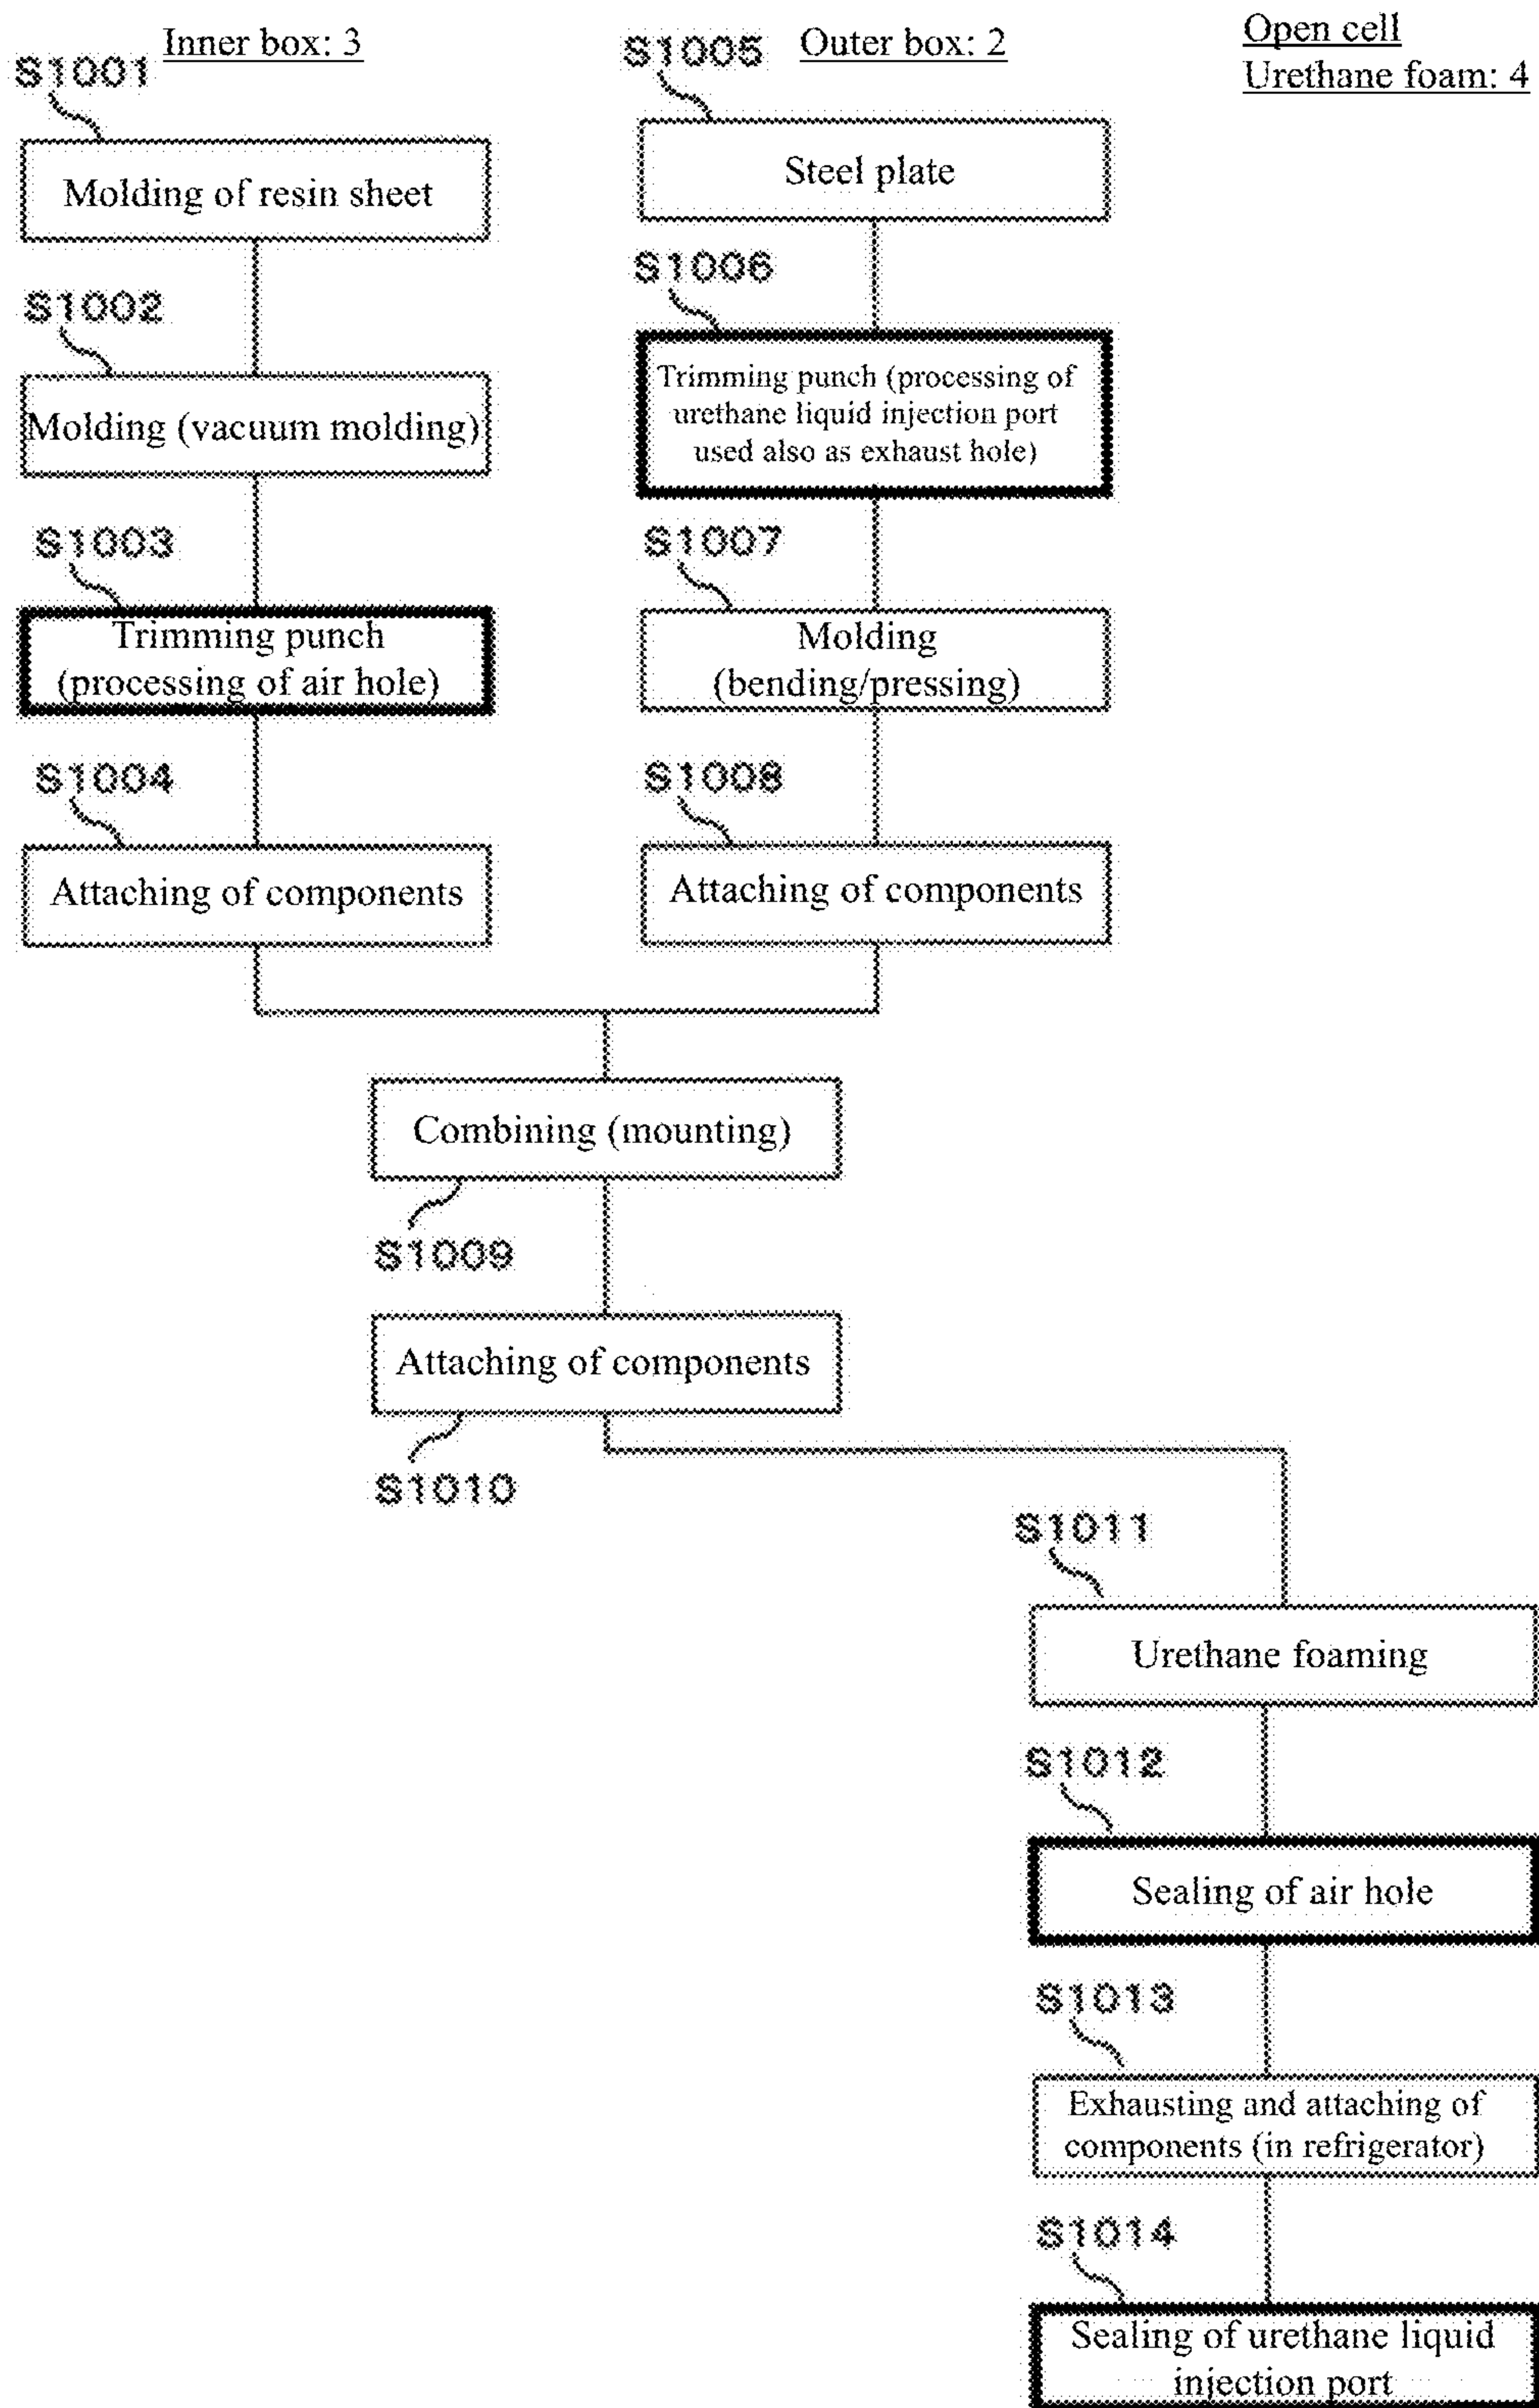 Inner box: 3
S1001
Molding of resin sheet
S1002
Molding (vacuum molding)
S1003
Trimming punch
(processing of air hole)
S1004
Attaching of components
Outer box: 2
S1005
Steel plate
S1006
Trimming punch (processing of
urethane liquid injection port
used also as exhaust hole)
S1007
Molding
(bending/pressing)
S1008
Attaching of components
Combining (mounting)
S1009
Attaching of components
S1010
Open cell
Urethane foam: 4
S1011
Urethane foaming
S1012
Sealing of air hole
S1013
Exhausting and attaching of
components (in refrigerator)
S1014
Sealing of urethane liquid
injection port